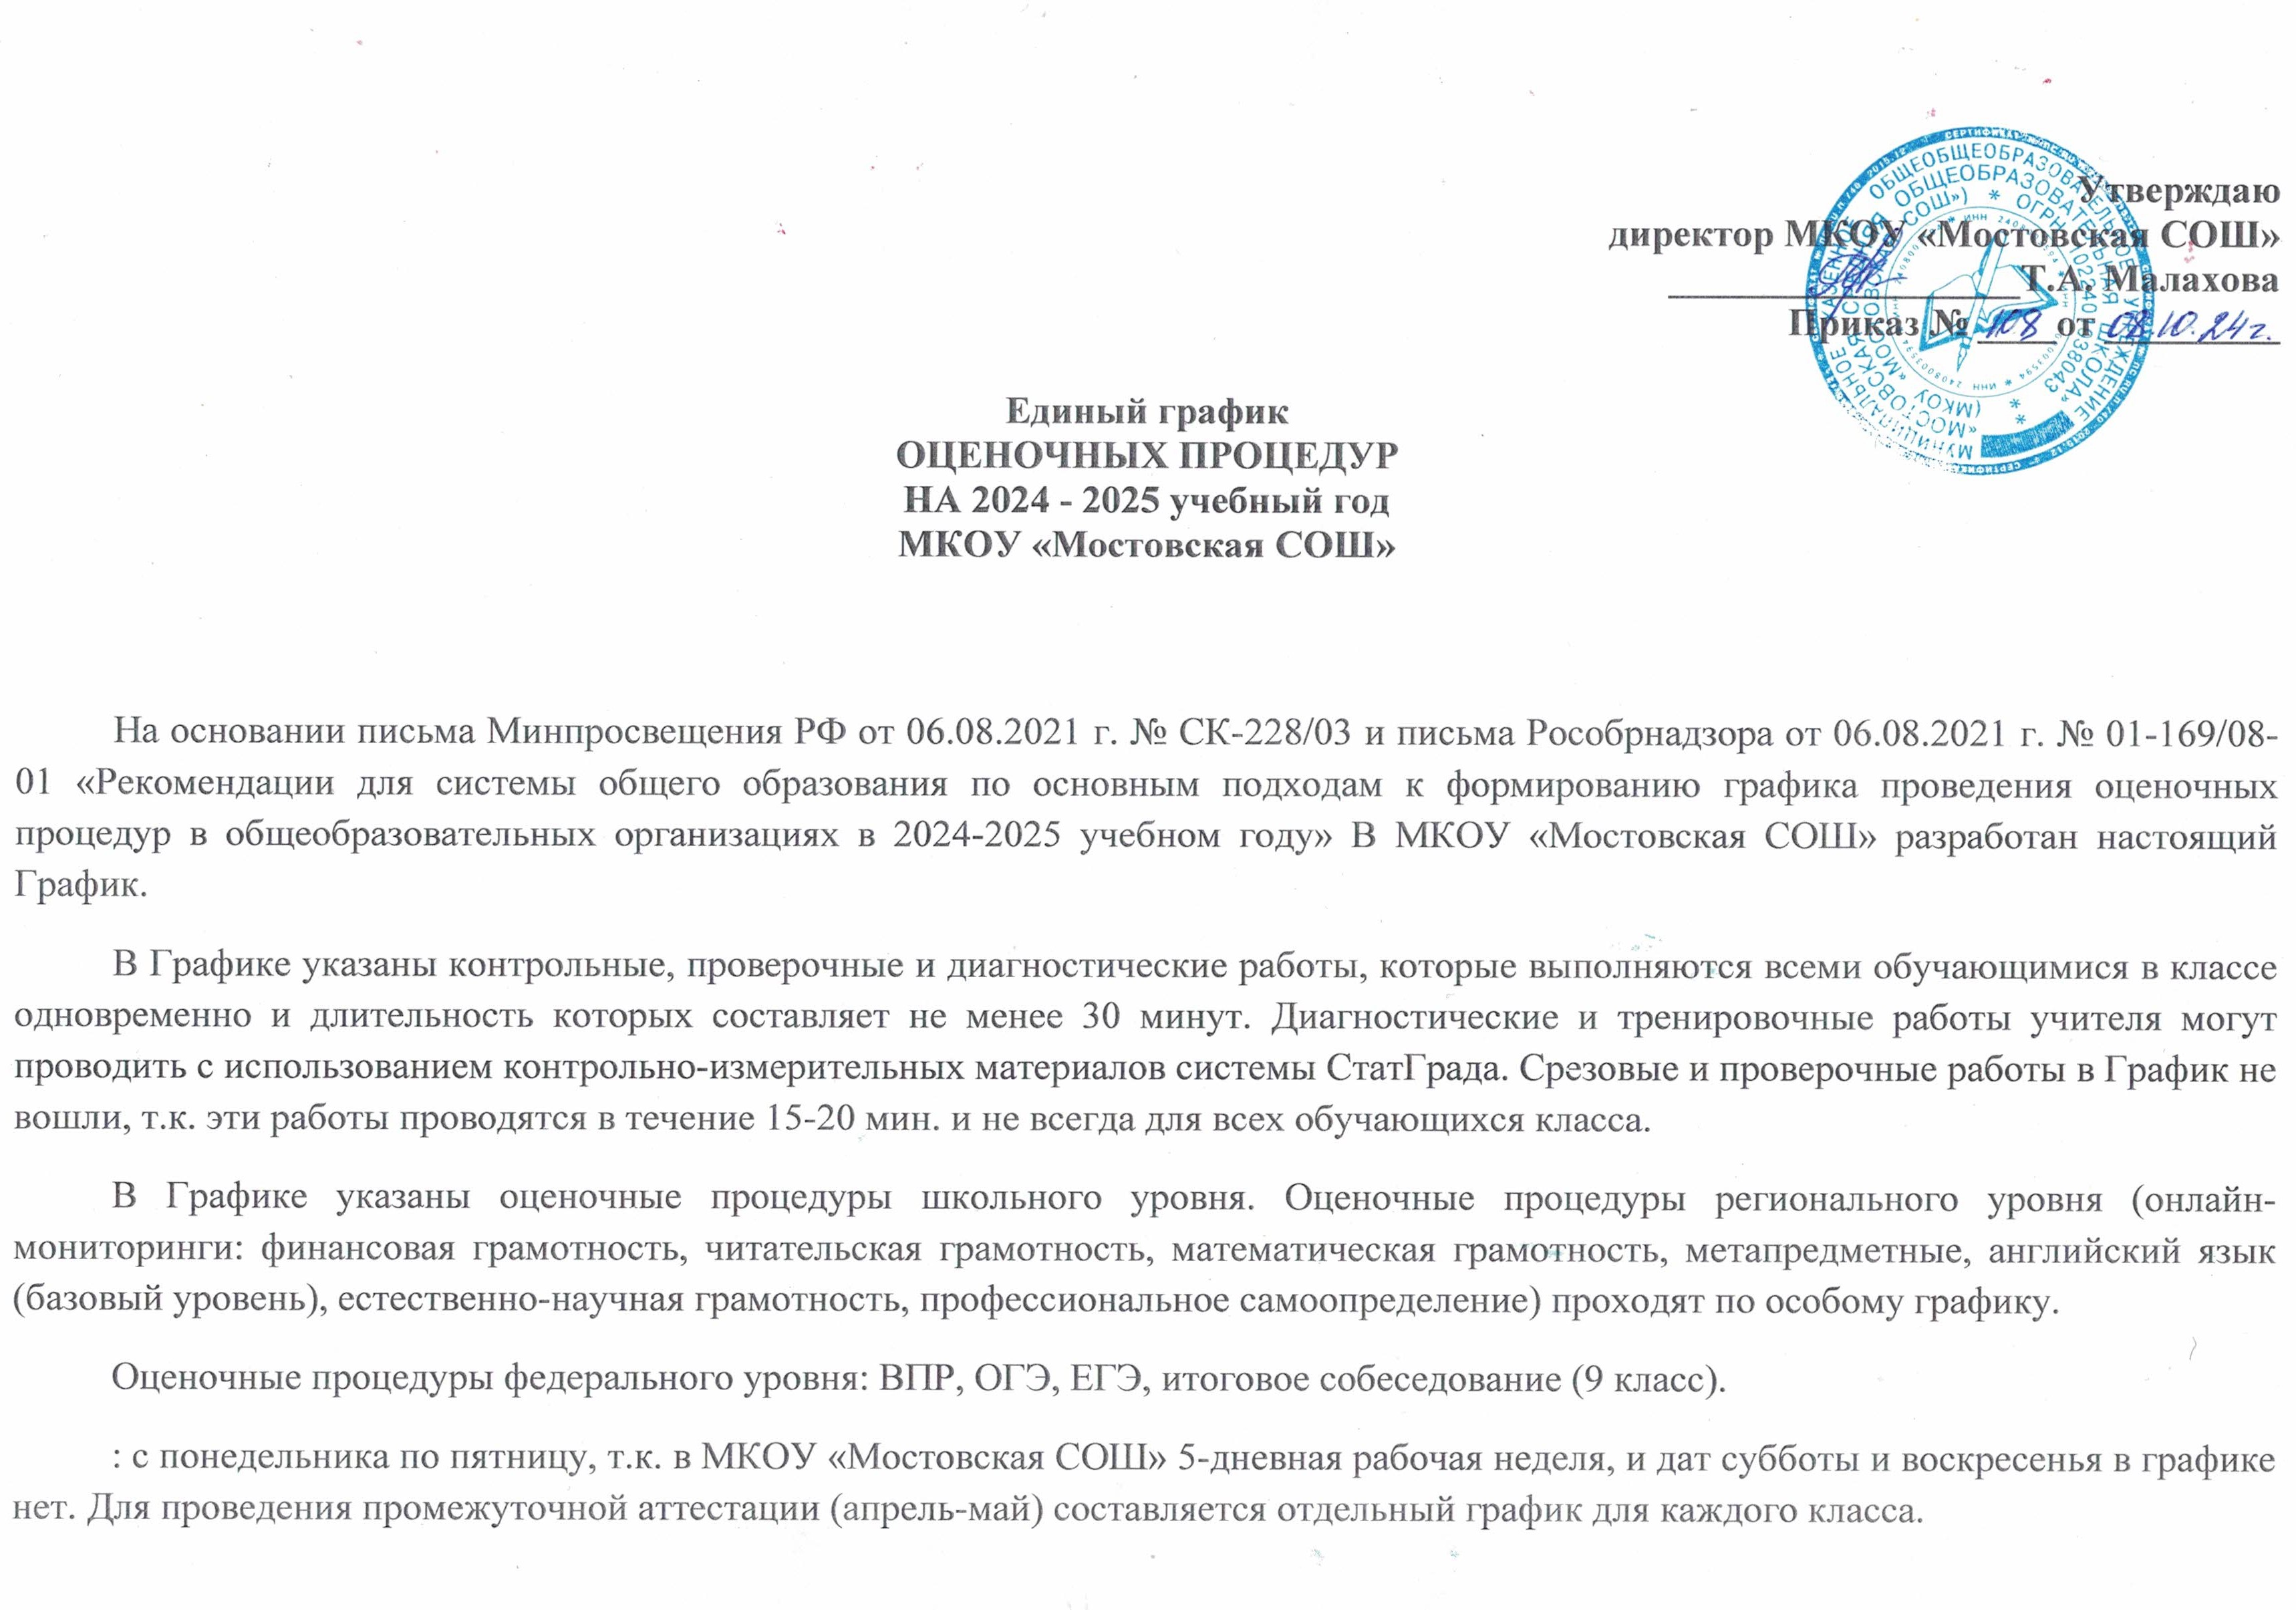 Утверждаю
директор МКОУ «Мостовская СОШ»
Т.А. Малахова
Приказ № 108 от 02.10.24г.
Единый график
ОЦЕНОЧНЫХ ПРОЦЕДУР
НА 2024 - 2025 учебный год
МКОУ «Мостовская СОШ»
На основании письма Минпросвещения РФ от 06.08.2021 г. № СК-228/03 и письма Рособрнадзора от 06.08.2021 г. № 01-169/08-
01 «Рекомендации для системы общего образования по основным подходам к формированию графика проведения оценочных
процедур в общеобразовательных организациях в 2024-2025 учебном году» В МКОУ «Мостовская СОШ» разработан настоящий
График.
В Графике указаны контрольные, проверочные и диагностические работы, которые выполняются всеми обучающимися в классе
одновременно и длительность которых составляет не менее 30 минут. Диагностические и тренировочные работы учителя могут
проводить с использованием контрольно-измерительных материалов системы СтатГрада. Срезовые и проверочные работы в График не
вошли, т.к. эти работы проводятся в течение 15-20 мин. и не всегда для всех обучающихся класса.
В Графике указаны оценочные процедуры школьного уровня. Оценочные процедуры регионального уровня (онлайн-
мониторинги: финансовая грамотность, читательская грамотность, математическая грамотность, метапредметные, английский язык
(базовый уровень), естественно-научная грамотность, профессиональное самоопределение) проходят по особому графику.
Оценочные процедуры федерального уровня: ВПР, ОГЭ, ЕГЭ, итоговое собеседование (9 класс).
: с понедельника по пятницу, т.к. в МКОУ «Мостовская СОШ» 5-дневная рабочая неделя, и дат субботы и воскресенья в графике
нет. Для проведения промежуточной аттестации (апрель-май) составляется отдельный график для каждого класса.